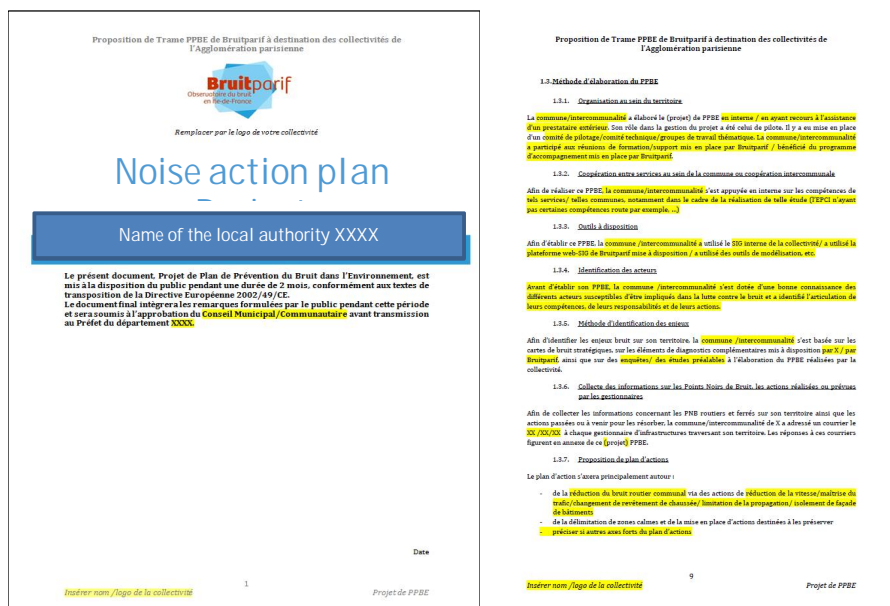 Proposition de Trame PPBE de Bruitparif à destination des collectivités de
l'Agglomération parisienne
Bruitparif
Observatoire du bruit
en Île-de-France
Remplacer par le logo de votre collectivité
Noise action plan
Name of the local authority XXXX
Le présent document, Projet de Plan de Prévention du Bruit dans l'Environnement, est
mis à la disposition du public pendant une durée de 2 mois, conformément aux textes de
transposition de la Directive Européenne 2002/49/CE.
Le document final intègrera les remarques formulées par le public pendant cette période
et sera soumis à l'approbation du Conseil Municipal/Communautaire avant transmission
au Préfet du département XXXX.
Date
1
Insérer nom /logo de la collectivité
Projet de PPBE
Proposition de Trame PPBE de Bruitparif à destination des collectivités de
l'Agglomération parisienne
1.3. Méthode d'élaboration du PPBE
1.3.1. Organisation au sein du territoire
La commune/intercommunalité a élaboré le (projet) de PPBE en interne / en ayant recours à l'assistance
d'un prestataire extérieur. Son rôle dans la gestion du projet a été celui de pilote. Il y a eu mise en place
d'un comité de pilotage/comité technique/groupes de travail thématique. La commune/intercommunalité
a participé aux réunions de formation/support mis en place par Bruitparif / bénéficié du programme
d'accompagnement mis en place par Bruitparif.
1.3.2. Coopération entre services au sein de la commune ou coopération intercommunale
Afin de réaliser ce PPBE, la commune /intercommunalité s'est appuyée en interne sur les compétences de
tels services/ telles communes, notamment dans le cadre de la réalisation de telle étude (l'EPCI n'ayant
pas certaines compétences route par exemple, ...)
1.3.3. Outils à disposition
Afin d'établir ce PPBE, la commune /intercommunalité a utilisé le SIG interne de la collectivité/ a utilisé la
plateforme web-SIG de Bruitparif mise à disposition / a utilisé des outils de modélisation, etc.
1.3.4. Identification des acteurs
Avant d'établir son PPBE, la commune /intercommunalité s'est dotée d'une bonne connaissance des
différents acteurs susceptibles d'être impliqués dans la lutte contre le bruit et a identifié l'articulation de
leurs compétences, de leurs responsabilités et de leurs actions.
1.3.5. Méthode d'identification des enjeux
Afin d'identifier les enjeux bruit sur son territoire, la commune /intercommunalité s'est basée sur les
cartes de bruit stratégiques, sur les éléments de diagnostics complémentaires mis à disposition par X / par
Bruitparif, ainsi que sur des enquêtes/ des études préalables à l'élaboration du PPBE réalisées par la
collectivité.
1.3.6. Collecte des informations sur les Points Noirs de Bruit, les actions réalisées ou prévues
par les gestionnaires
Afin de collecter les informations concernant les PNB routiers et ferrés sur son territoire ainsi que les
actions passées ou à venir pour les résorber, la commune/intercommunalité de X a adressé un courrier le
XX /XX/XX à chaque gestionnaire d'infrastructures traversant son territoire. Les réponses à ces courriers
figurent en annexe de ce (projet) PPBE.
1.3.7. Proposition de plan d'actions
Le plan d'action s'axera principalement autour :
- de la réduction du bruit routier communal via des actions de réduction de la vitesse/maîtrise du
trafic/changement de revêtement de chaussée/ limitation de la propagation/ isolement de façade
de bâtiments
- de la délimitation de zones calmes et de la mise en place d'actions destinées à les préserver
- préciser si autres axes forts du plan d'actions
9
Insérer nom /logo de la collectivité
Projet de PPBE